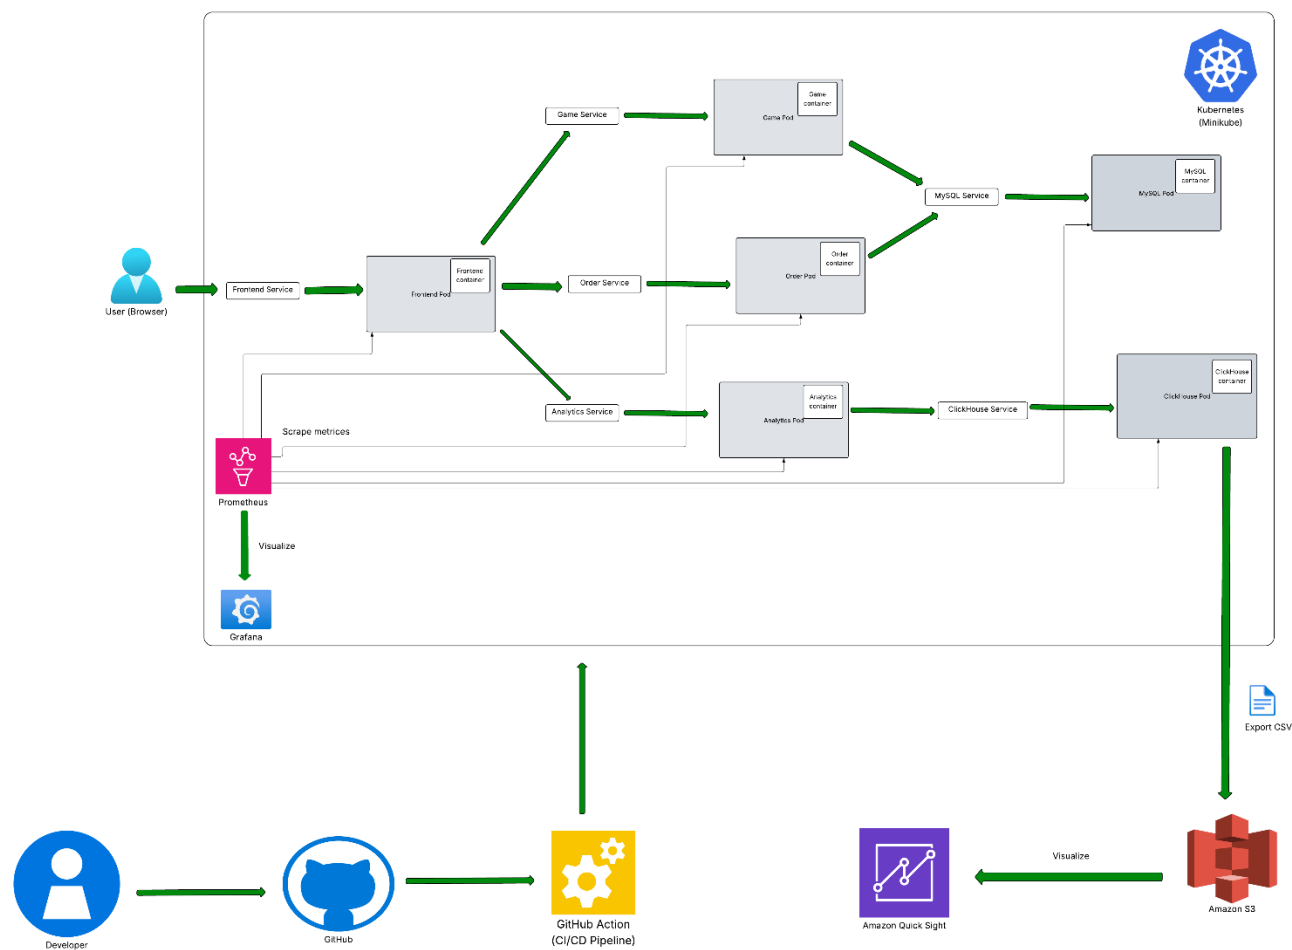 Kubernetes
(Minikube)
Game Service
Game
container
Game Pod
MySQL Service
MySQL
container
MySQL Pod
User (Browser)
Frontend Service
Frontend
container
Frontend Pod
Order Service
Order
container
Order Pod
Analytics Service
Analytics
container
Analytics Pod
ClickHouse Service
ClickHouse
container
ClickHouse Pod
Scrape metrices
Prometheus
Visualize
Grafana
Export CSV
Developer
GitHub
GitHub Action
(CI/CD Pipeline)
Amazon Quick Sight
Visualize
Amazon S3